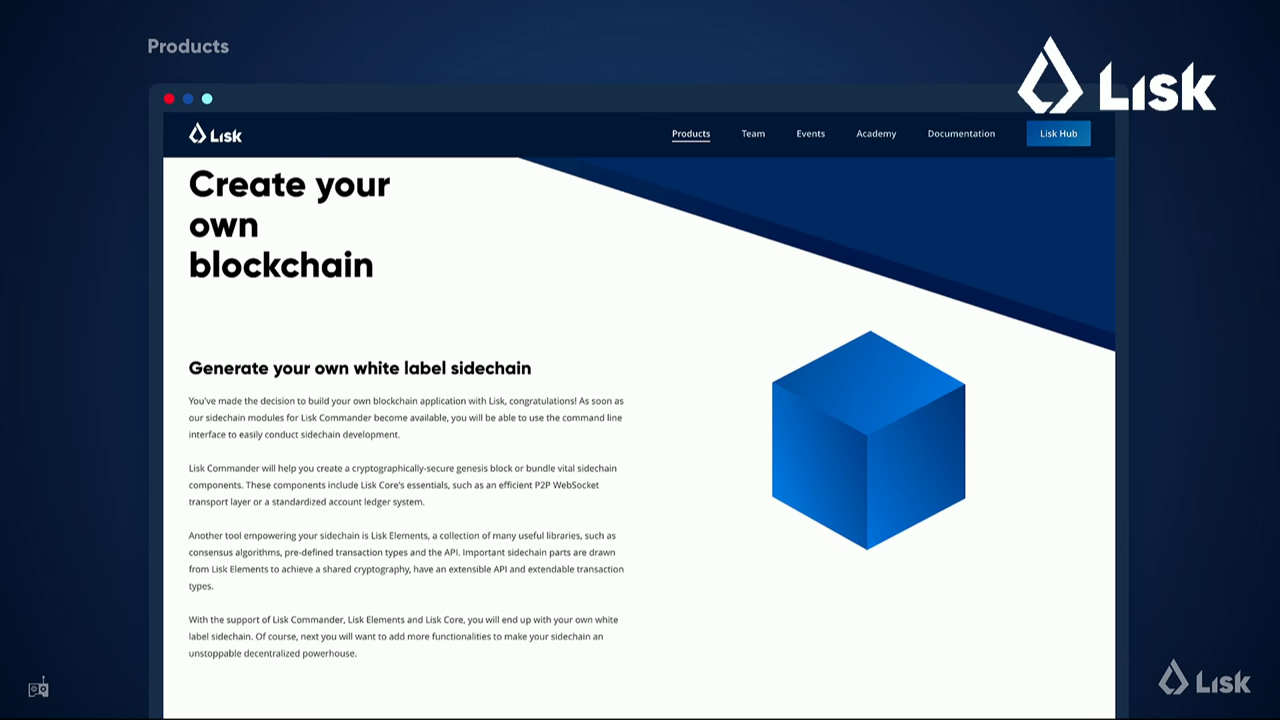 Products
Lisk
Lisk
Products
Team
Events
Academy
Documentation
Lisk Hub
Create your
own
blockchain
Generate your own white label sidechain
You've made the decision to build your own blockchain application with Lisk, congratulations! As soon as
our sidechain modules for Lisk Commander become available, you will be able to use the command line
interface to easily conduct sidechain development.
Lisk Commander will help you create a cryptographically-secure genesis block or bundle vital sidechain
components. These components include Lisk Core's essentials, such as an efficient P2P WebSocket
transport layer or a standardized account ledger system.
Another tool empowering your sidechain is Lisk Elements, a collection of many useful libraries, such as
consensus algorithms, pre-defined transaction types and the API. Important sidechain parts are drawn
from Lisk Elements to achieve a shared cryptography, have an extensible API and extendable transaction
types.
With the support of Lisk Commander, Lisk Elements and Lisk Core, you will end up with your own white
label sidechain. Of course, next you will want to add more functionalities to make your sidechain an
unstoppable decentralized powerhouse.
Lisk